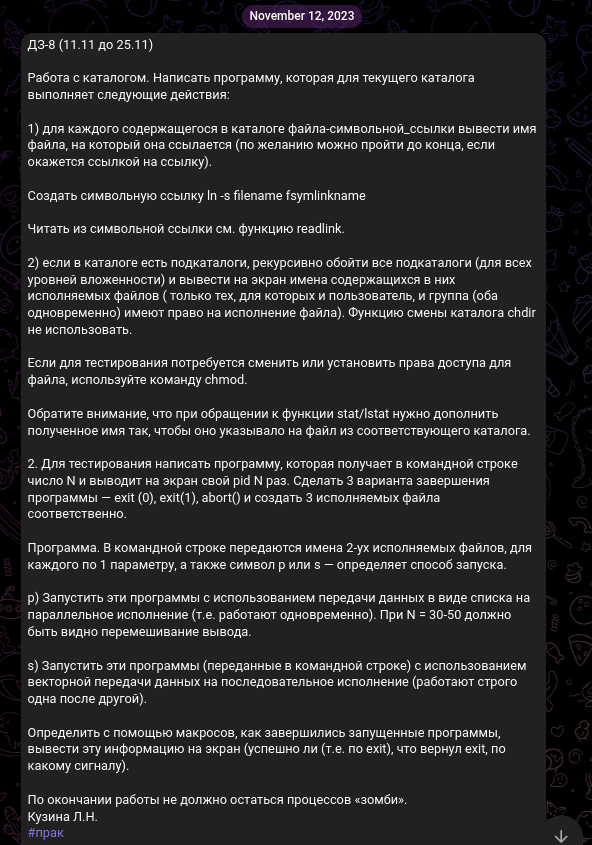 November 12, 2023
ДЗ-8 (11.11 до 25.11)
Работа с каталогом. Написать программу, которая для текущего каталога
выполняет следующие действия:
1) для каждого содержащегося в каталоге файла-символьной_ссылки вывести имя
файла, на который она ссылается (по желанию можно пройти до конца, если
окажется ссылкой на ссылку).
Создать символьную ссылку ln -s filename fsymlinkname
Читать из символьной ссылки см. функцию readlink.
2) если в каталоге есть подкаталоги, рекурсивно обойти все подкаталоги (для всех
уровней вложенности) и вывести на экран имена содержащихся в них
исполняемых файлов ( только тех, для которых и пользователь, и группа (оба
одновременно) имеют право на исполнение файла). Функцию смены каталога chdir
не использовать.
Если для тестирования потребуется сменить или установить права доступа для
файла, используйте команду chmod.
Обратите внимание, что при обращении к функции stat/lstat нужно дополнить
полученное имя так, чтобы оно указывало на файл из соответствующего каталога.
2. Для тестирования написать программу, которая получает в командной строке
число N и выводит на экран свой pid N раз. Сделать 3 варианта завершения
программы — exit (0), exit(1), abort() и создать 3 исполняемых файла
соответственно.
Программа. В командной строке передаются имена 2-ух исполняемых файлов, для
каждого по 1 параметру, а также символ p или s — определяет способ запуска.
p) Запустить эти программы с использованием передачи данных в виде списка на
параллельное исполнение (т.е. работают одновременно). При N = 30-50 должно
быть видно перемешивание вывода.
s) Запустить эти программы (переданные в командной строке) с использованием
векторной передачи данных на последовательное исполнение (работают строго
одна после другой).
Определить с помощью макросов, как завершились запущенные программы,
вывести эту информацию на экран (успешно ли (т.е. по exit), что вернул exit, по
какому сигналу).
По окончании работы не должно остаться процессов «зомби».
Кузина Л.Н.
#прак